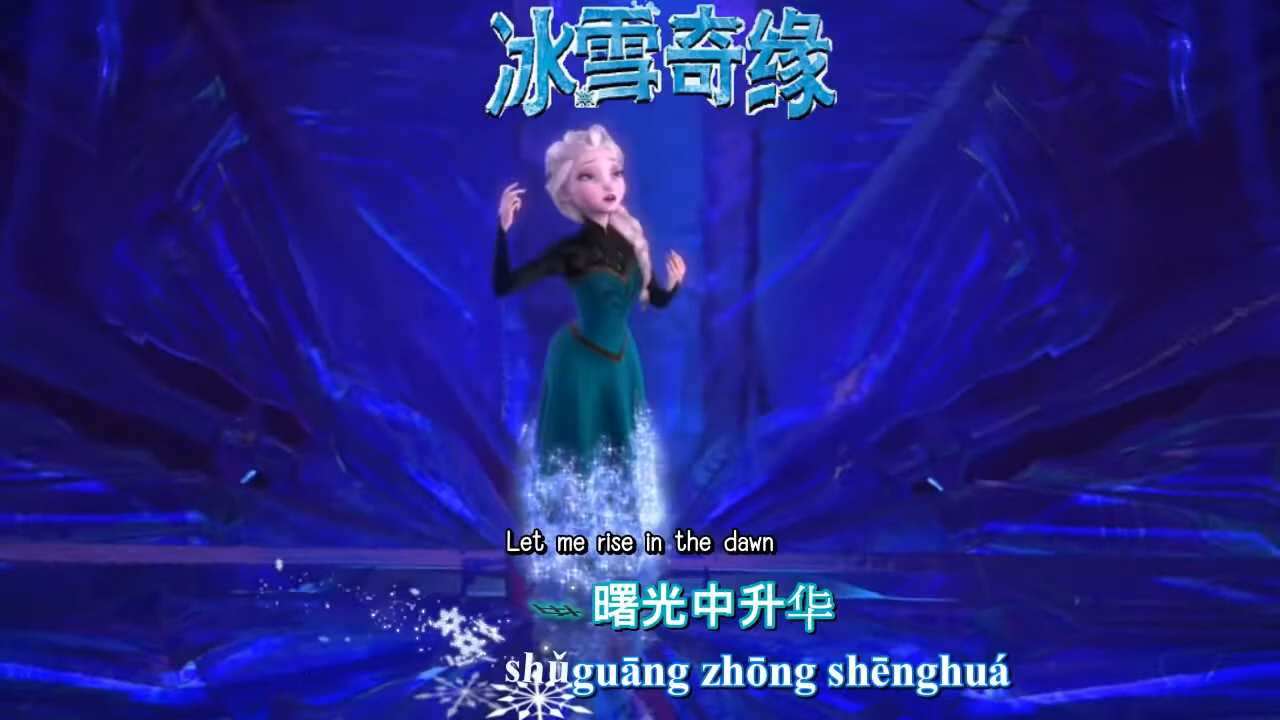 冰雪奇缘
Let me rise in the dawn
曙光中升华
shǔguāng zhōng shēnghuá